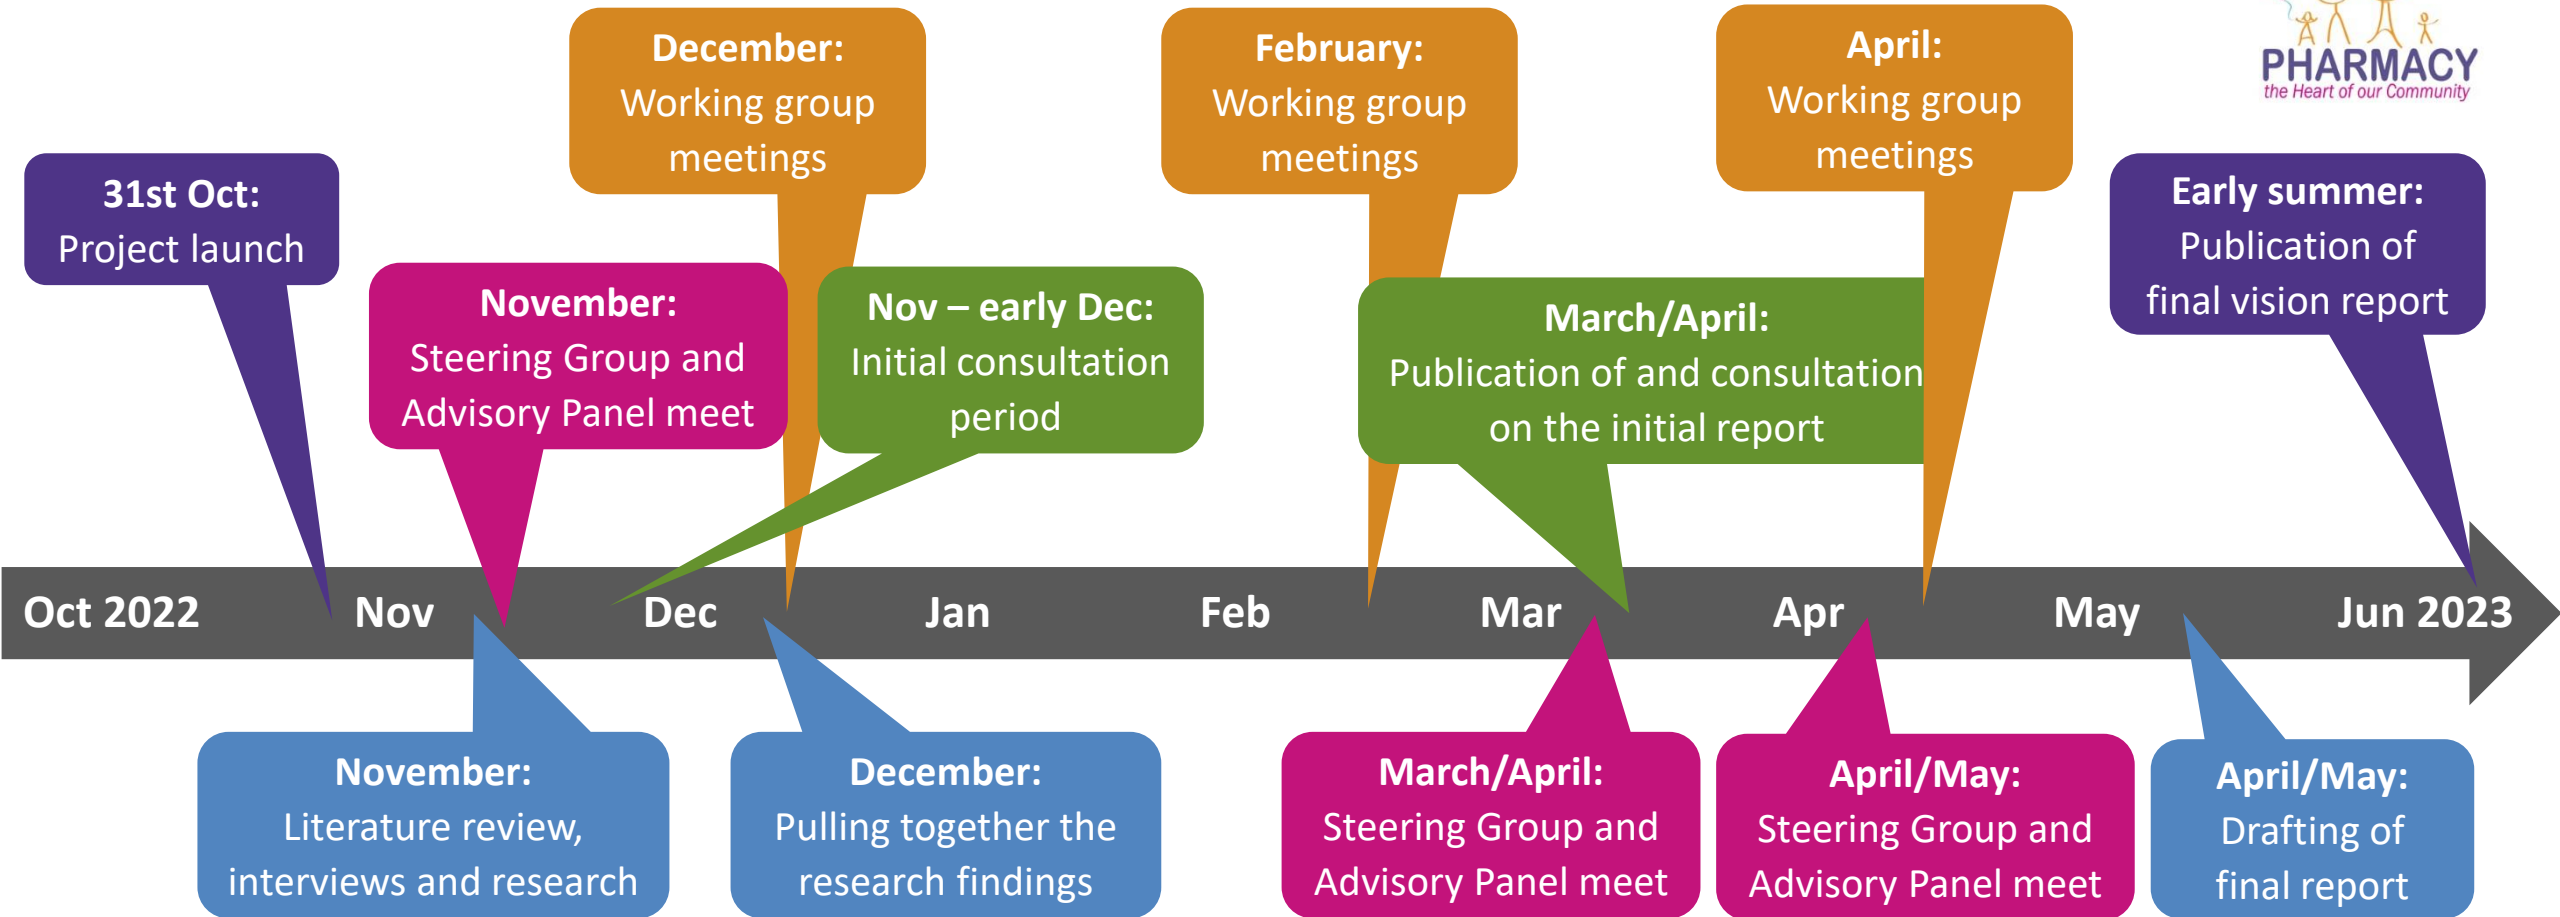 December:
Working group
meetings
February:
Working group
meetings
April:
Working group
meetings
PHARMACY
the Heart of our Community
31st Oct:
Project launch
November:
Steering Group and
Advisory Panel meet
Nov – early Dec:
Initial consultation
period
March/April:
Publication of and consultation
on the initial report
Early summer:
Publication of
final vision report
Oct 2022
Nov
Dec
Jan
Feb
Mar
Apr
May
Jun 2023
November:
Literature review,
interviews and research
December:
Pulling together the
research findings
March/April:
Steering Group and
Advisory Panel meet
April/May:
Steering Group and
Advisory Panel meet
April/May:
Drafting of
final report